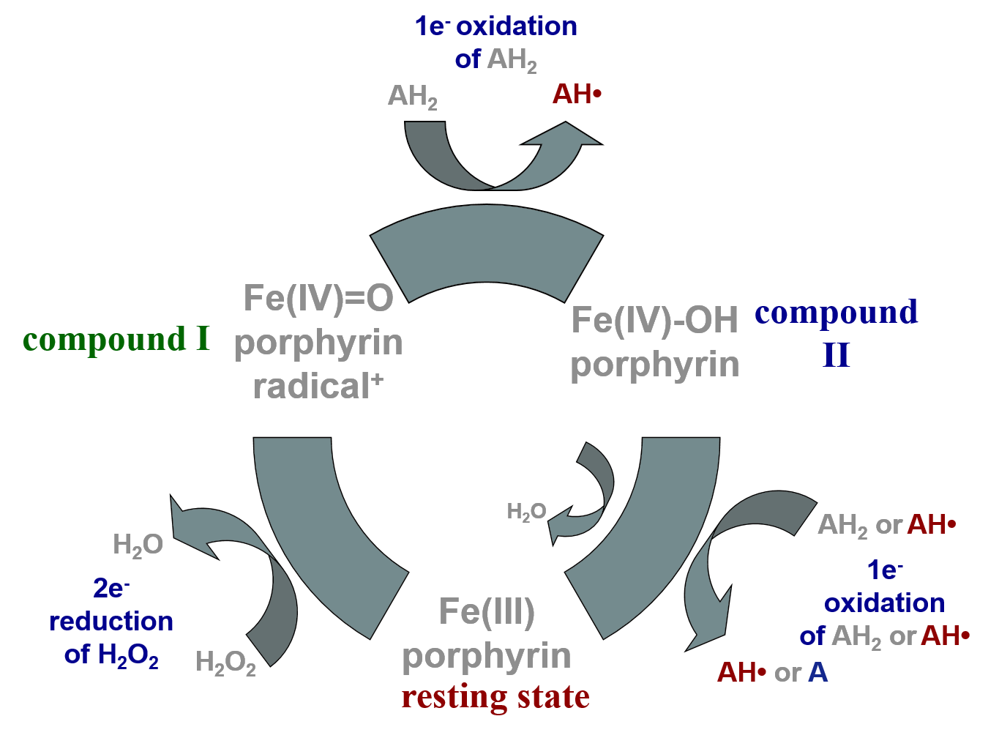 1e⁻ oxidation
of AH₂
AH₂
AH•
Fe(IV)=O
porphyrin
radical⁺
compound I
Fe(IV)-OH
porphyrin
compound
II
H₂O
2e⁻
reduction
of H₂O₂
H₂O₂
Fe(III)
porphyrin
resting state
H₂O
AH₂ or AH•
1e⁻
oxidation
of AH₂ or AH•
AH• or A